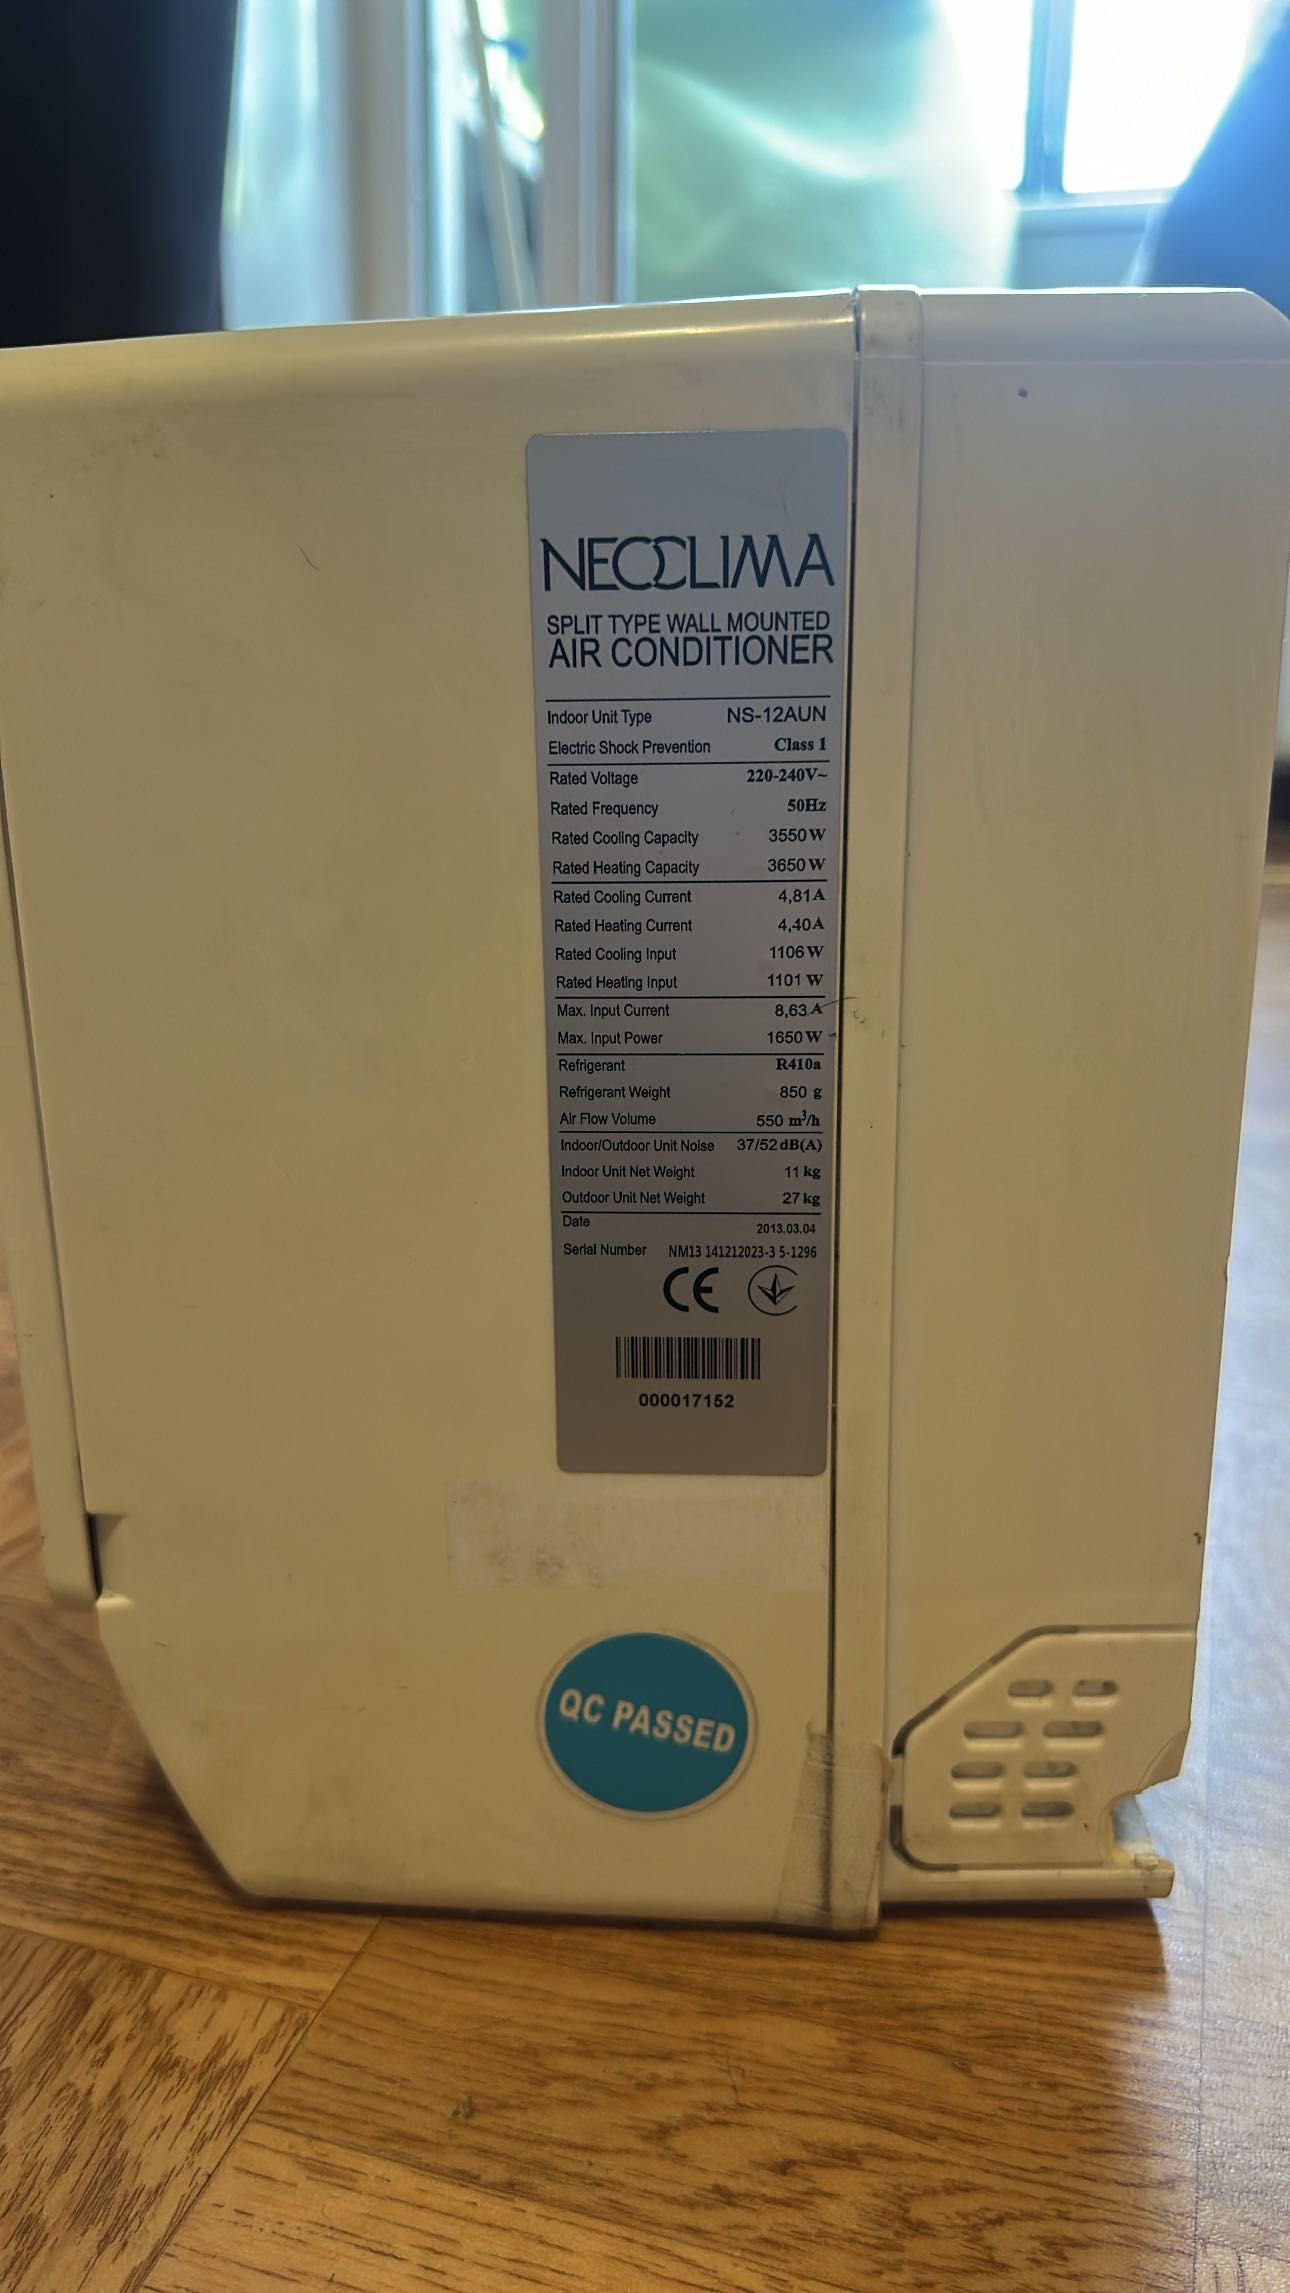 NEOCLIMA
SPLIT TYPE WALL MOUNTED
AIR CONDITIONER
Indoor Unit Type NS-12AUN
Electric Shock Prevention Class 1
Rated Voltage 220-240V~
Rated Frequency 50Hz
Rated Cooling Capacity 3550 W
Rated Heating Capacity 3650 W
Rated Cooling Current 4,81 A
Rated Heating Current 4,40 A
Rated Cooling Input 1106 W
Rated Heating Input 1101 W
Max. Input Current 8,63 A
Max. Input Power 1650 W
Refrigerant R410a
Refrigerant Weight 850 g
Air Flow Volume 550 m³/h
Indoor/Outdoor Unit Noise 37/52 dB(A)
Indoor Unit Net Weight 11 kg
Outdoor Unit Net Weight 27 kg
Date 2013.03.04
Serial Number NM13 141212023-3 5-1296
CE
000017152
QC PASSED